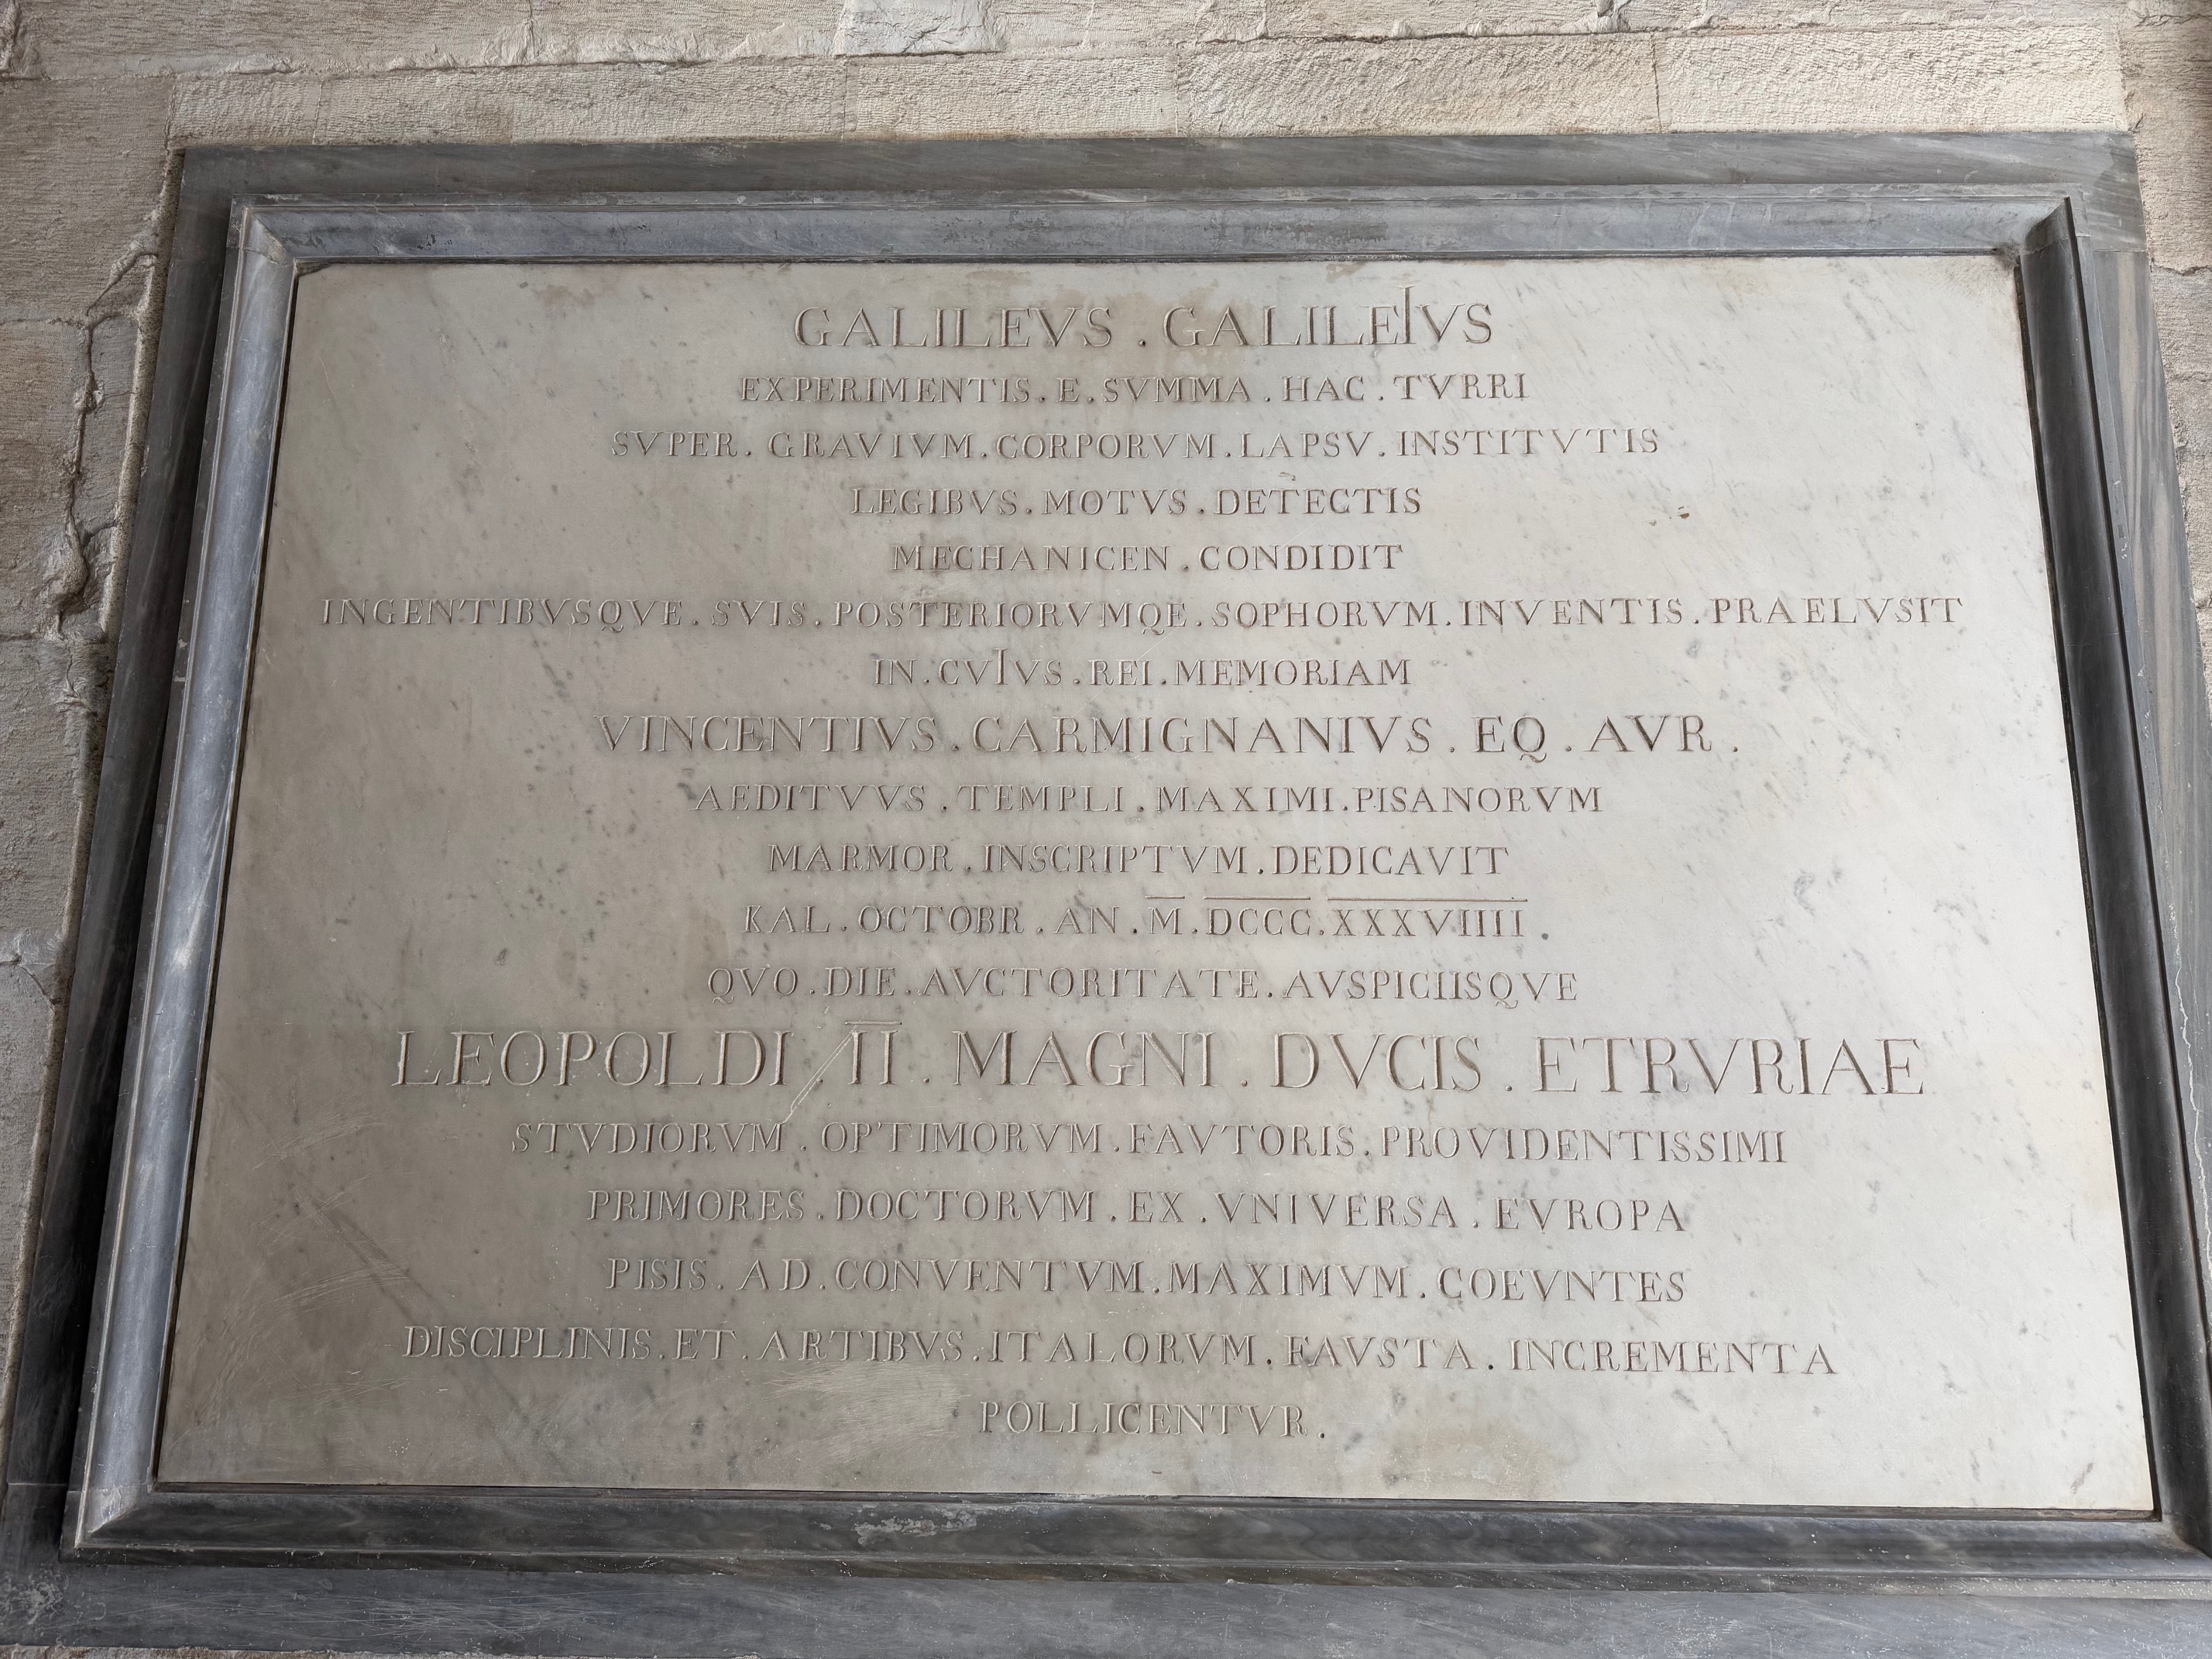 GALILEVS . GALILEIVS
EXPERIMENTIS . E . SVMMA . HAC . TVRRI
SVPER . GRAVIVM . CORPORVM . LAPSV . INSTITVTIS
LEGIBVS . MOTVS . DETECTIS
MECHANICEN . CONDIDIT
INGENTIBVSQVE . SVIS . POSTERIORVMQE . SOPHORVM . INVENTIS . PRAELVSIT
IN . CVIVS . REI . MEMORIAM
VINCENTIVS . CARMIGNANIVS . EQ . AVR .
AEDITVVS . TEMPLI . MAXIMI . PISANORVM
MARMOR . INSCRIPTVM . DEDICAVIT
KAL . OCTOBR . AN . M̅ . D̅C̅C̅C̅ . X̅X̅X̅V̅I̅I̅I̅I̅ .
QVO . DIE . AVCTORITATE . AVSPICIISQVE
LEOPOLDI . I̅I̅ . MAGNI . DVCIS . ETRVRIAE
STVDIORVM . OPTIMORVM . FAVTORIS . PROVIDENTISSIMI
PRIMORES . DOCTORVM . EX . VNIVERSA . EVROPA
PISIS . AD . CONVENTVM . MAXIMVM . COEVNTES
DISCIPLINIS . ET . ARTIBVS . ITALORVM . FAVSTA . INCREMENTA
POLLICENTVR .